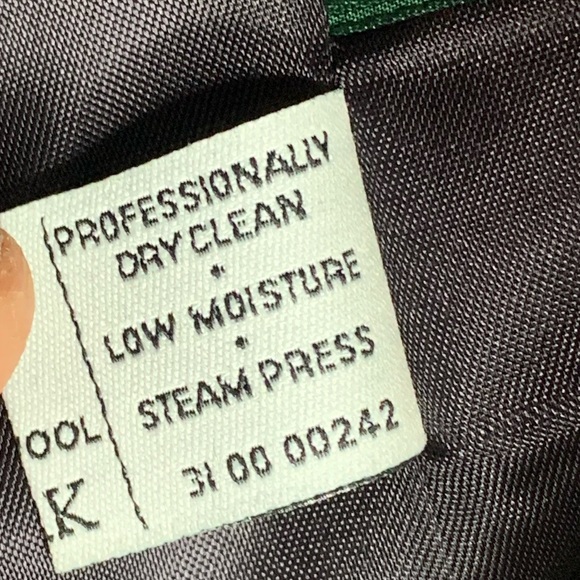 PROFESSIONALLY
DRY CLEAN
•
LOW MOISTURE
•
STEAM PRESS
31 00 00242
OOL
K